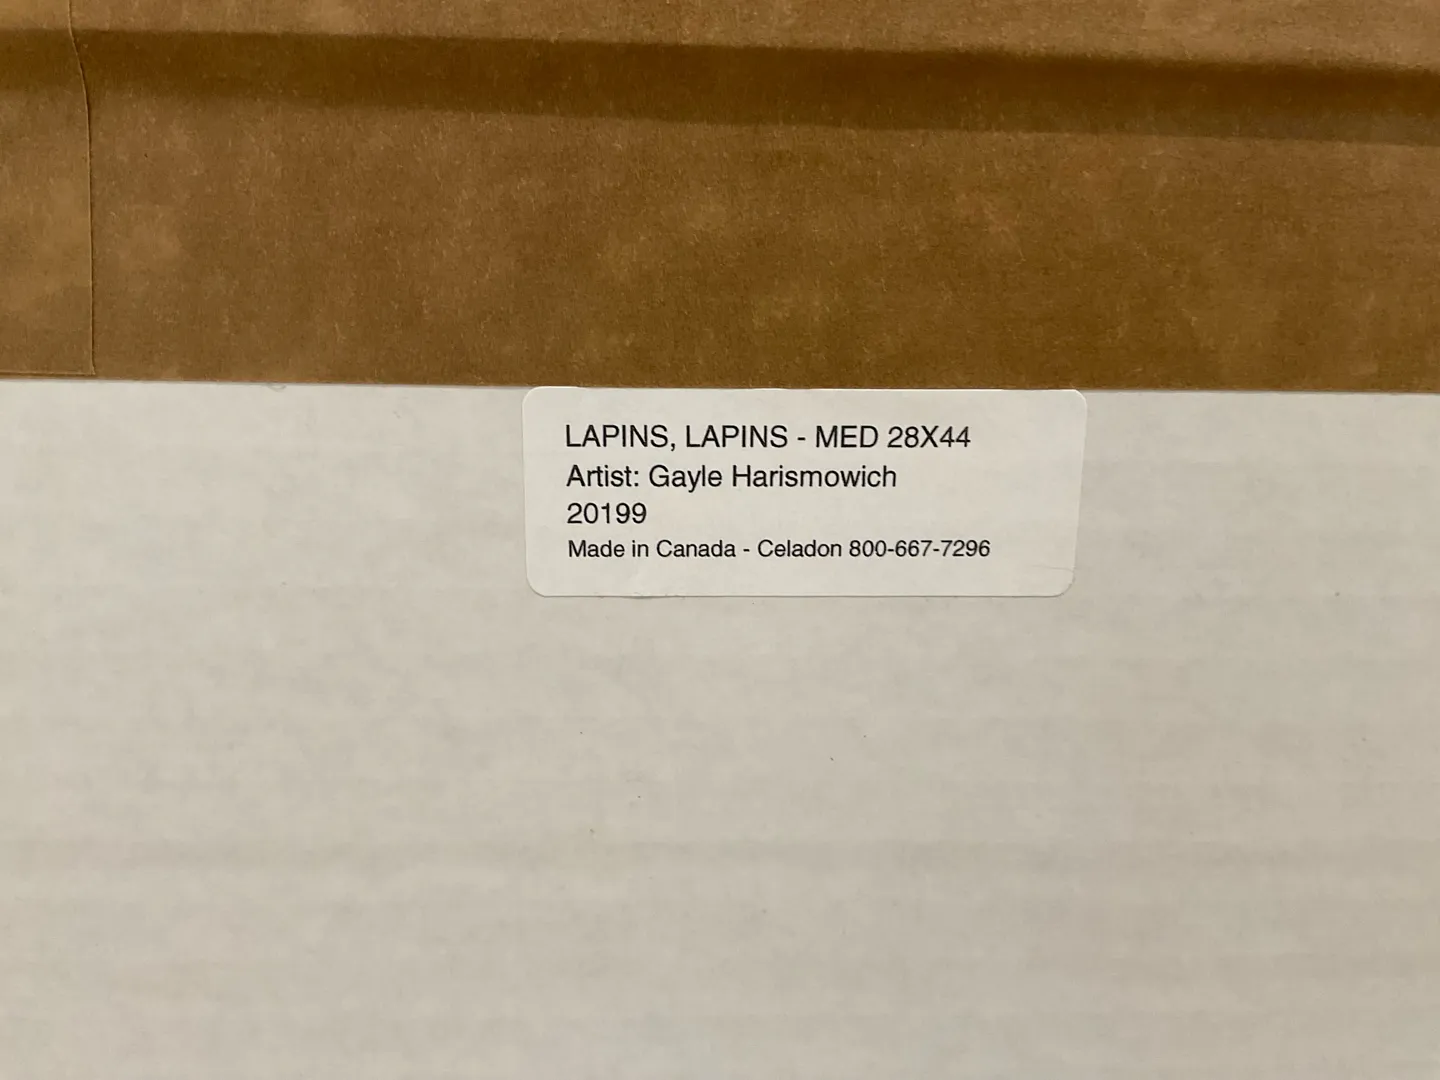 LAPINS, LAPINS - MED 28X44
Artist: Gayle Harismowich
20199
Made in Canada - Celadon 800-667-7296